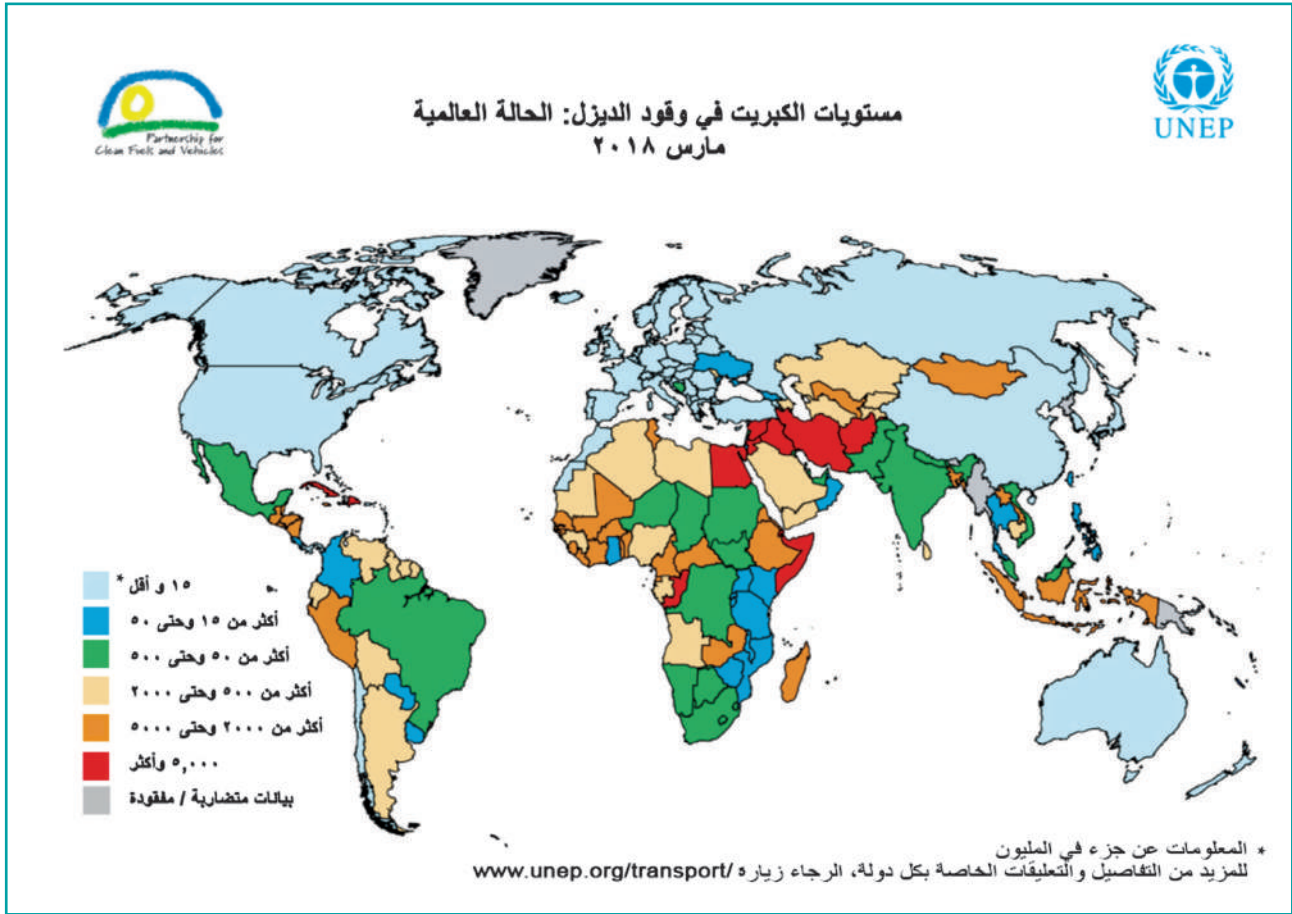 Partnership for
Clean Fuels and Vehicles
UNEP
مستويات الكبريت في وقود الديزل: الحالة العالمية
مارس ٢٠١٨
١٥ و أقل *
أكثر من ١٥ وحتى ٥٠
أكثر من ٥٠ وحتى ٥٠٠
أكثر من ٥٠٠ وحتى ٢٠٠٠
أكثر من ٢٠٠٠ وحتى ٥٠٠٠
٥,٠٠٠ وأكثر
بيانات متضاربة / مفقودة
* المعلومات عن جزء في المليون
للمزيد من التفاصيل والتعليقات الخاصة بكل دولة، الرجاء زيارة www.unep.org/transport/